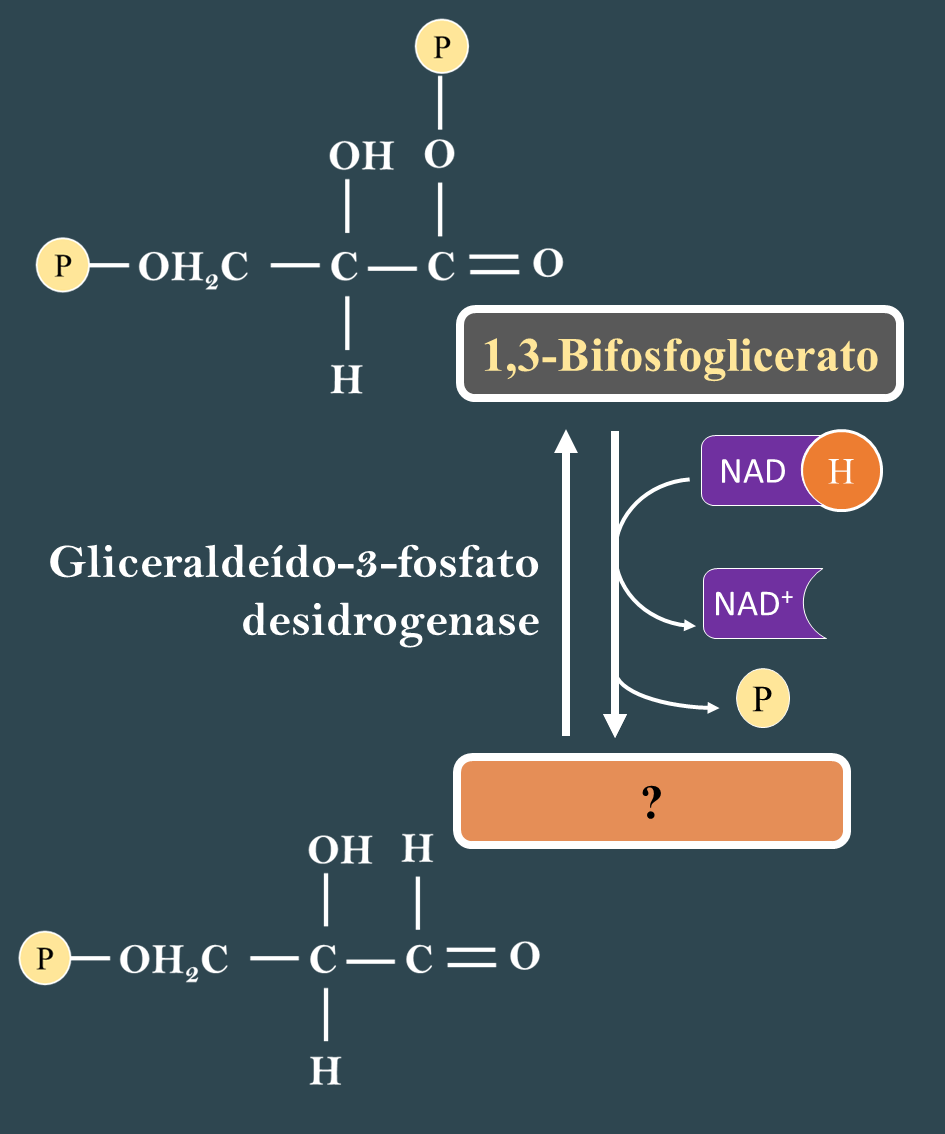 P
OH O
P OH₂C C C O
H
1,3-Bifosfoglicerato
NAD H
Gliceraldeído-3-fosfato
desidrogenase
NAD⁺
P
?
OH H
P OH₂C C C O
H